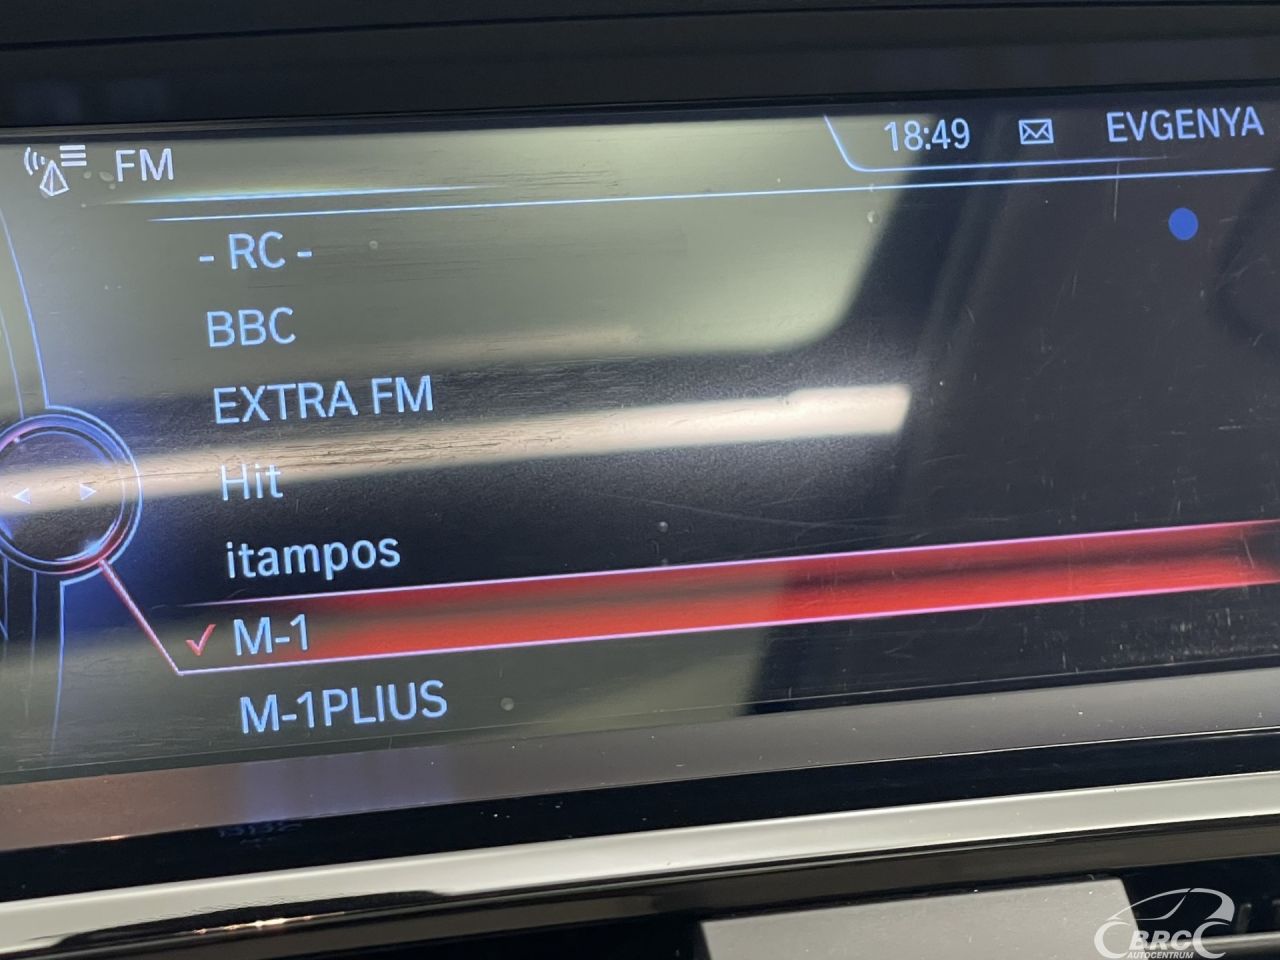 FM
18:49
EVGENYA
- RC -
BBC
EXTRA FM
Hit
itampos
M-1
M-1PLIUS
BRC
AUTOCENTRUM